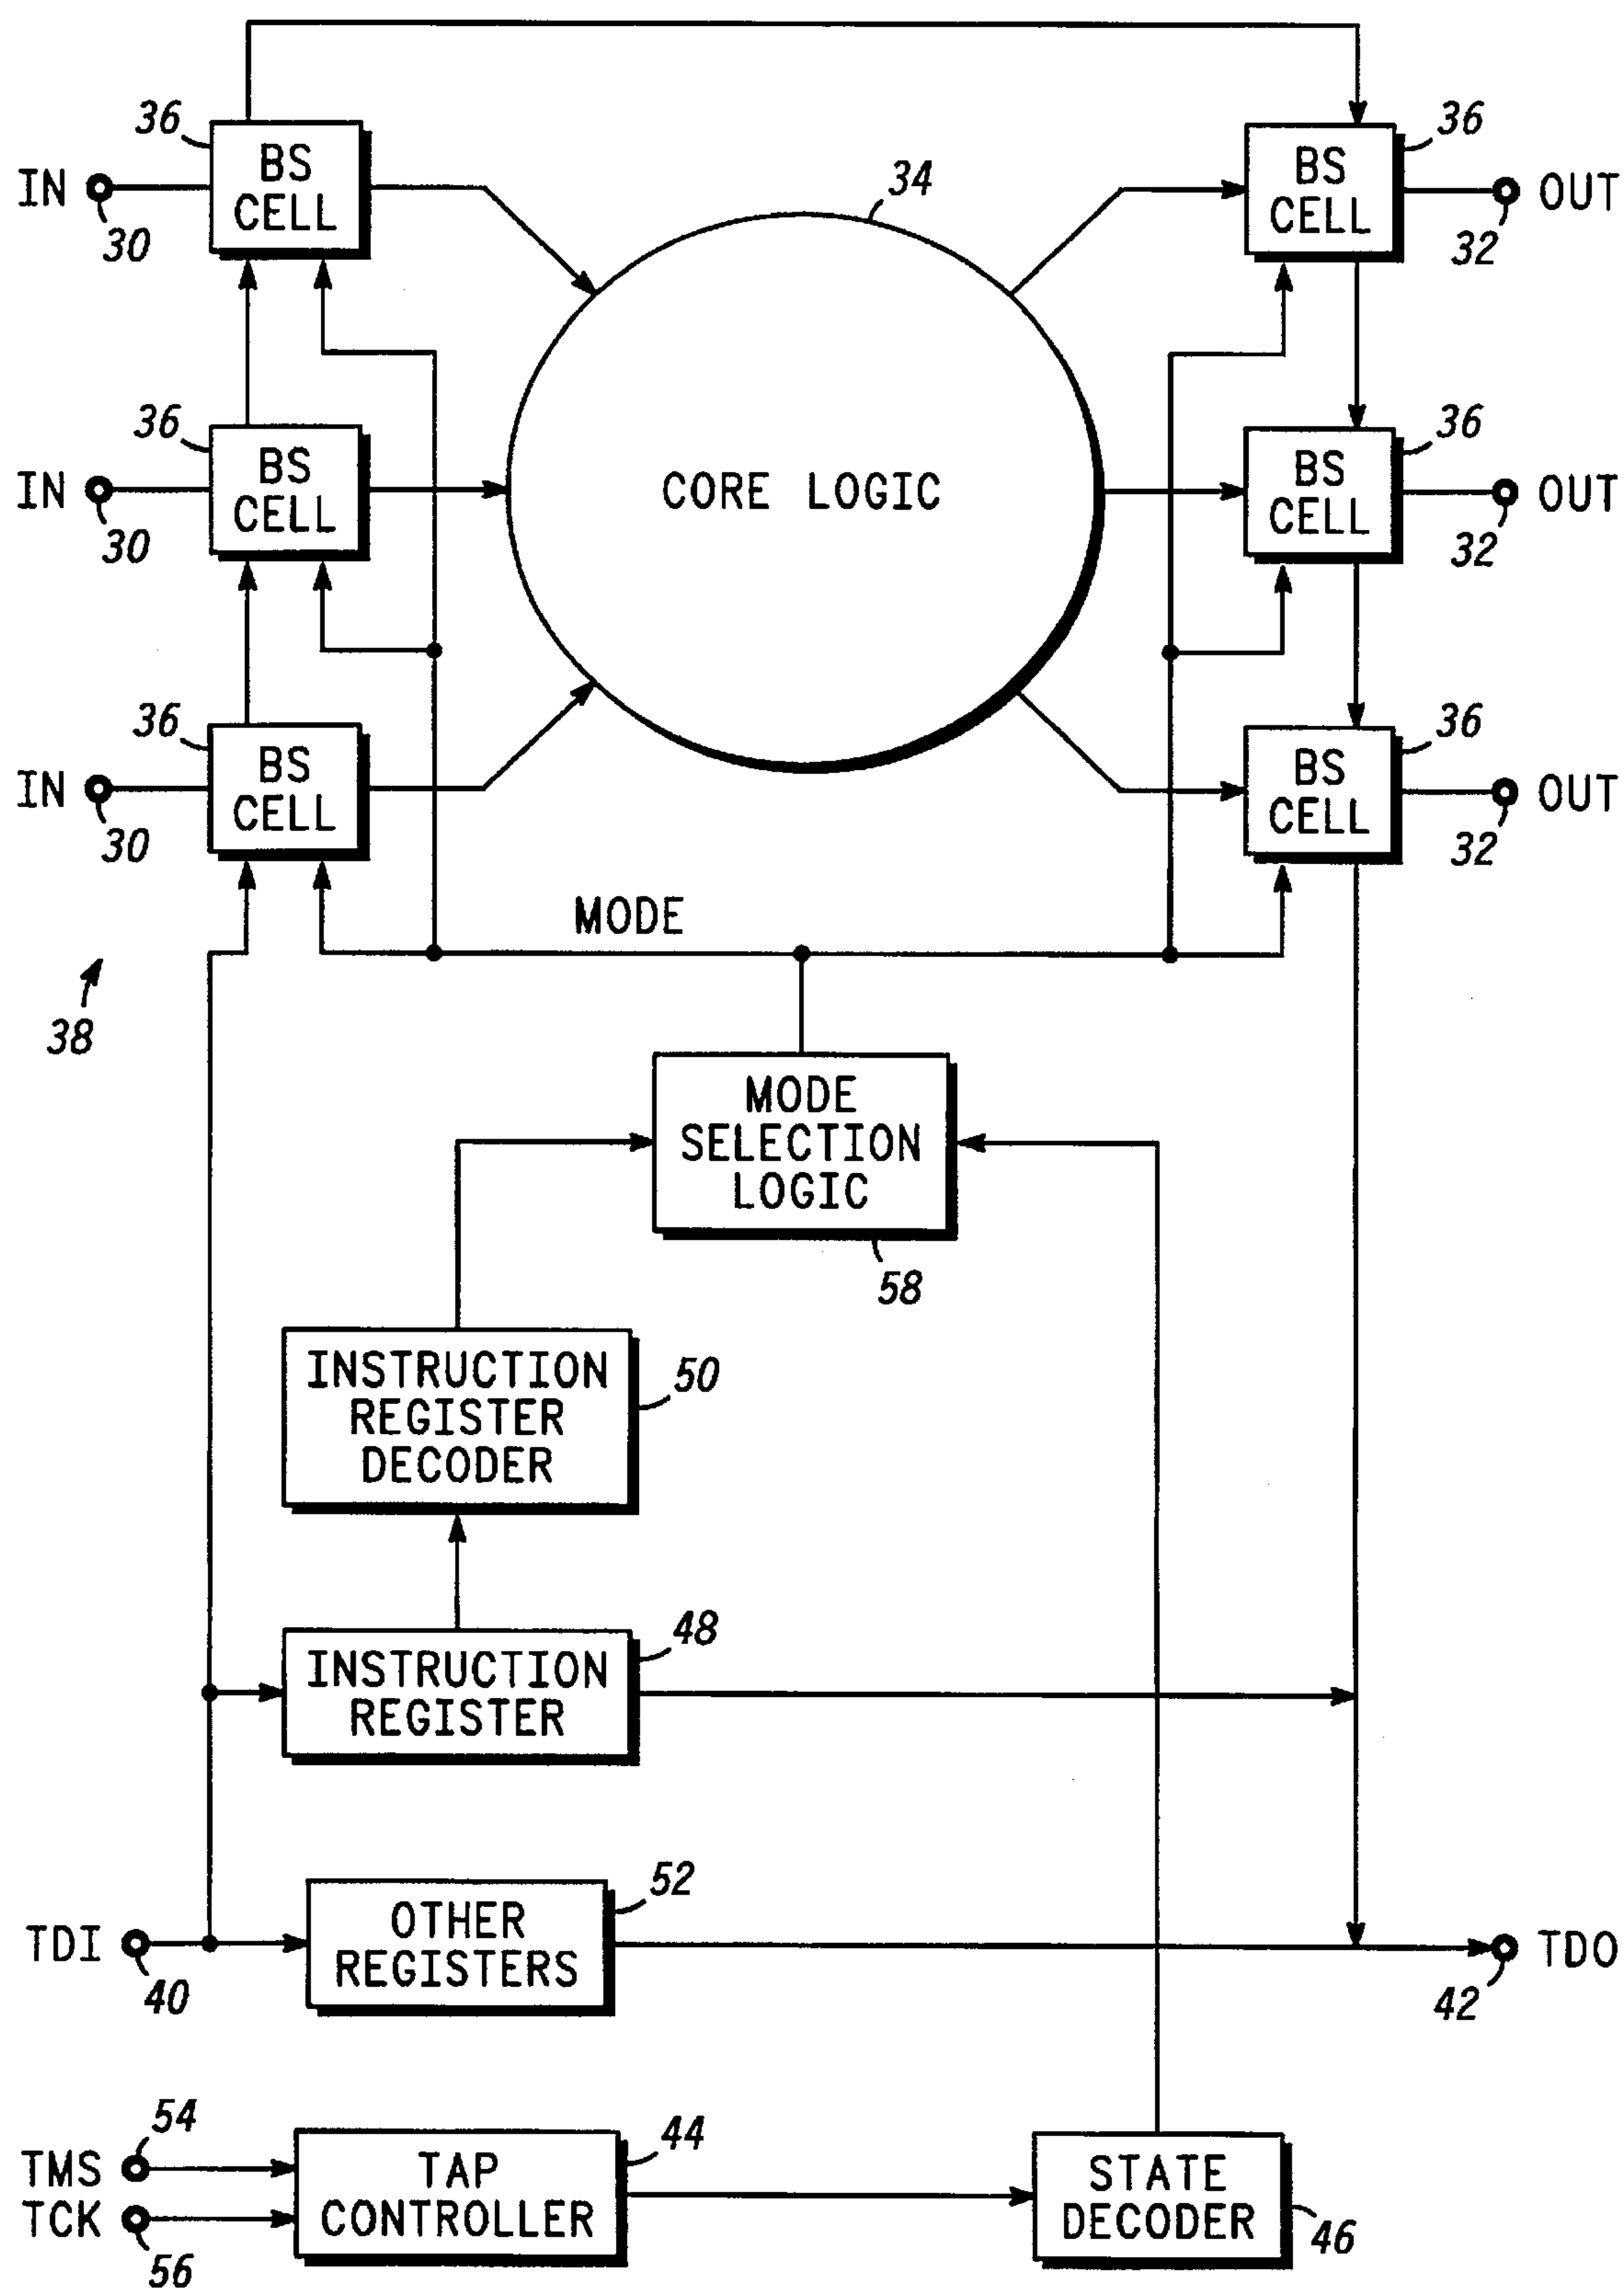 36
BS
CELL
IN
30
36
BS
CELL
OUT
32
34
36
BS
CELL
IN
30
CORE LOGIC
36
BS
CELL
OUT
32
36
BS
CELL
IN
30
36
BS
CELL
OUT
32
MODE
38
MODE
SELECTION
LOGIC
58
INSTRUCTION
REGISTER
DECODER
50
INSTRUCTION
REGISTER
48
TDI
40
OTHER
REGISTERS
52
TDO
42
TMS
54
TCK
56
TAP
CONTROLLER
44
STATE
DECODER
46